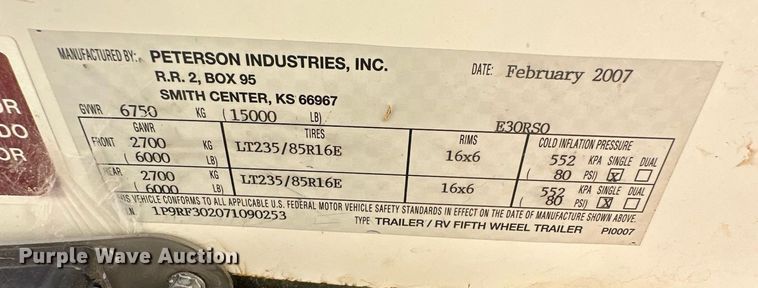 MANUFACTURED BY: PETERSON INDUSTRIES, INC.
R.R. 2, BOX 95
SMITH CENTER, KS 66967
DATE: February 2007
GVWR 6750 KG (15000 LB) E30RSO
GAWR TIRES RIMS COLD INFLATION PRESSURE
FRONT 2700 KG LT235/85R16E 16x6 552 KPA SINGLE DUAL
(6000 LB) (80 PSI) X
REAR 2700 KG LT235/85R16E 16x6 552 KPA SINGLE DUAL
(6000 LB) (80 PSI) X
THIS VEHICLE CONFORMS TO ALL APPLICABLE U.S. FEDERAL MOTOR VEHICLE SAFETY STANDARDS IN EFFECT ON THE DATE OF MANUFACTURE SHOWN ABOVE.
1P9RF302071090253 TYPE TRAILER / RV FIFTH WHEEL TRAILER PI0007
OR
DO
OR
Purple Wave Auction